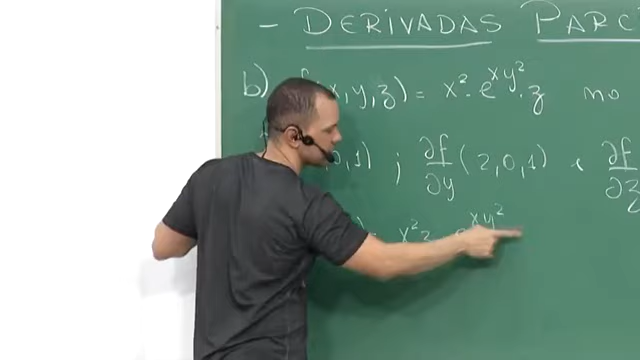 - DERIVADAS PARC
b) f(x,y,z) = x² · e^{xy²} · z no
,0,1) ; ∂f/∂y (2,0,1) e ∂f/∂z
x²z e^{xy²}